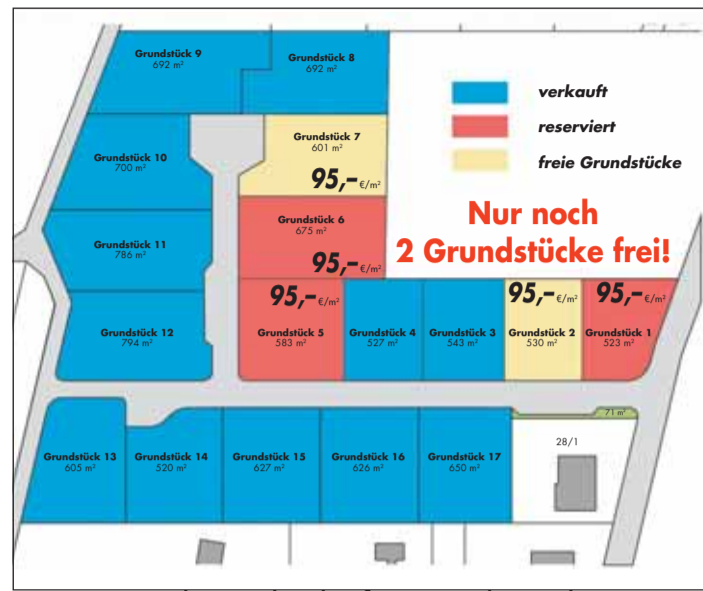 Grundstück 9
692 m²
Grundstück 8
692 m²
verkauft
reserviert
freie Grundstücke
Grundstück 10
700 m²
Grundstück 7
601 m²
95,– €/m²
Nur noch
2 Grundstücke frei!
Grundstück 6
675 m²
95,– €/m²
Grundstück 11
786 m²
95,– €/m²
95,– €/m²
95,– €/m²
Grundstück 12
794 m²
Grundstück 5
583 m²
Grundstück 4
527 m²
Grundstück 3
543 m²
Grundstück 2
530 m²
Grundstück 1
523 m²
71 m²
28/1
Grundstück 13
605 m²
Grundstück 14
520 m²
Grundstück 15
627 m²
Grundstück 16
626 m²
Grundstück 17
650 m²